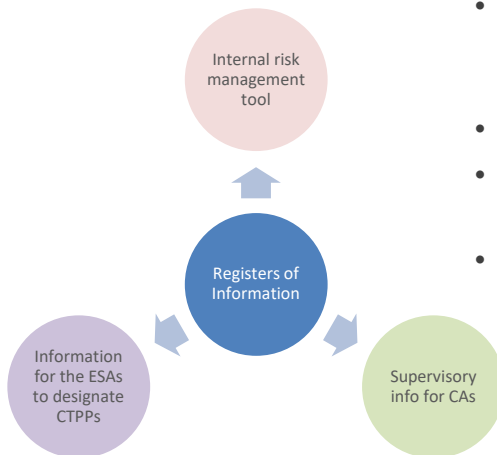 Internal risk
management
tool
Registers of
Information
Information
for the ESAs
to designate
CTPPs
Supervisory
info for CAs